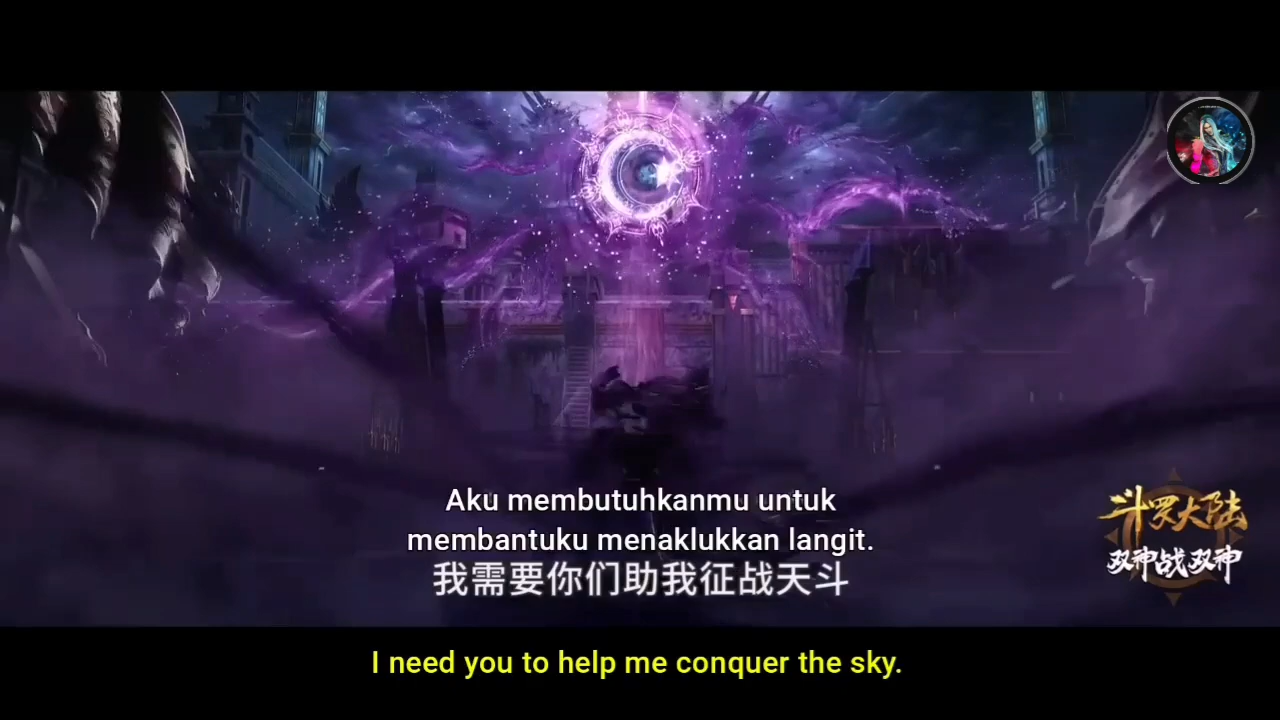 Aku membutuhkanmu untuk
membantuku menaklukkan langit.
我需要你们助我征战天斗
斗罗大陆
双神战双神
I need you to help me conquer the sky.